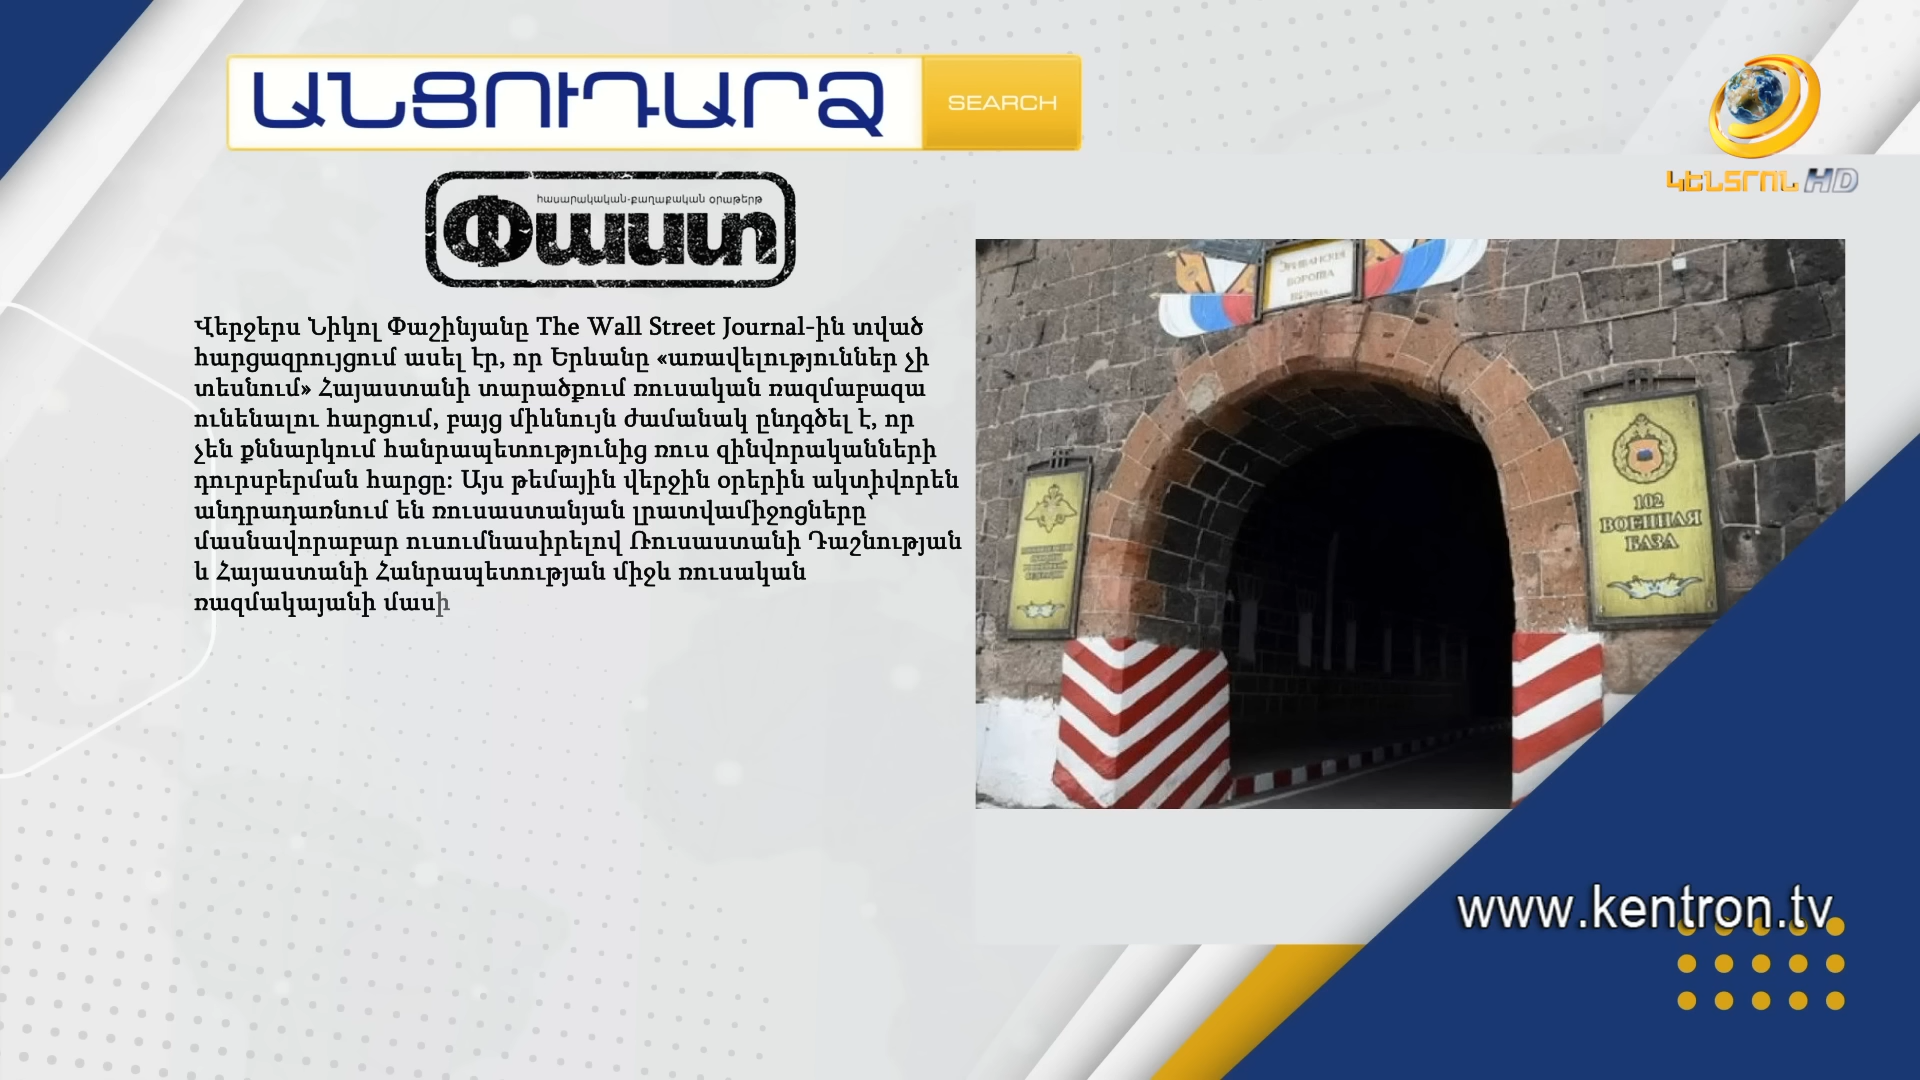 ԱՆՑՈՒԴԱՐՁ
SEARCH
ԿԵՆՏՐՈՆ HD
հասարակական-քաղաքական օրաթերթ
Փաստ
Վերջերս Նիկոլ Փաշինյանը The Wall Street Journal-ին տված
հարցազրույցում ասել էր, որ Երևանը «առավելություններ չի
տեսնում» Հայաստանի տարածքում ռուսական ռազմաբազա
ունենալու հարցում, բայց միևնույն ժամանակ ընդգծել է, որ
չեն քննարկում հանրապետությունից ռուս զինվորականների
դուրսբերման հարցը։ Այս թեմային վերջին օրերին ակտիվորեն
անդրադառնում են ռուսաստանյան լրատվամիջոցները՝
մասնավորաբար ուսումնասիրելով Ռուսաստանի Դաշնության
և Հայաստանի Հանրապետության միջև ռուսական
ռազմակայանի մասի
ЭРИВАНСКИЯ
ВОРОТА
102
ВОЕННАЯ
БАЗА
www.kentron.tv